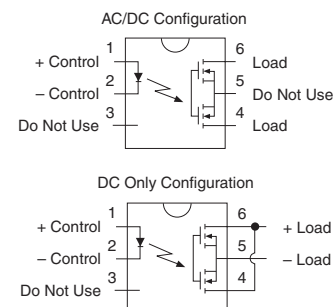 AC/DC Configuration
1 6
+ Control Load
2 5
– Control Do Not Use
3 4
Do Not Use Load
DC Only Configuration
1 6
+ Control + Load
2 5
– Control – Load
3 4
Do Not Use